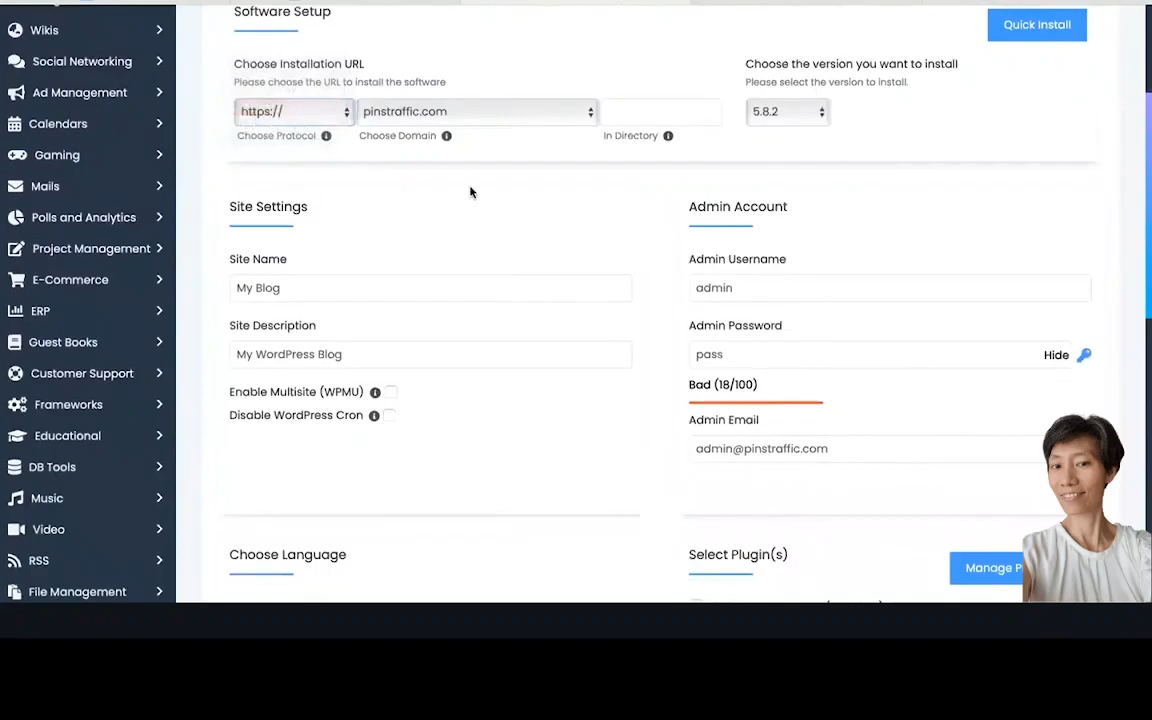 Software Setup
Quick Install
Choose Installation URL
Please choose the URL to install the software
https://
pinstraffic.com
Choose Protocol
Choose Domain
In Directory
Choose the version you want to install
Please select the version to install.
5.8.2
Wikis
Social Networking
Ad Management
Calendars
Gaming
Mails
Polls and Analytics
Project Management
E-Commerce
ERP
Guest Books
Customer Support
Frameworks
Educational
DB Tools
Music
Video
RSS
File Management
Site Settings
Site Name
My Blog
Site Description
My WordPress Blog
Enable Multisite (WPMU)
Disable WordPress Cron
Admin Account
Admin Username
admin
Admin Password
pass
Hide
Bad (18/100)
Admin Email
admin@pinstraffic.com
Choose Language
Select Plugin(s)
Manage